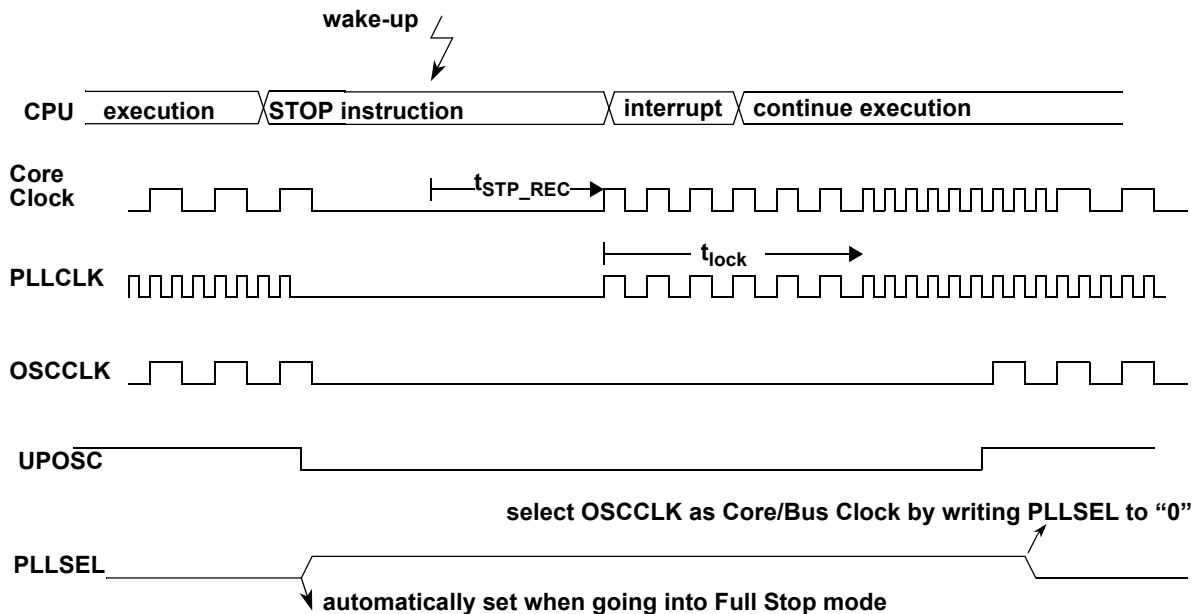 wake-up
CPU execution STOP instruction interrupt continue execution
Core
Clock
tSTP_REC
tlock
PLLCLK
OSCCLK
UPOSC
select OSCCLK as Core/Bus Clock by writing PLLSEL to “0”
PLLSEL
automatically set when going into Full Stop mode